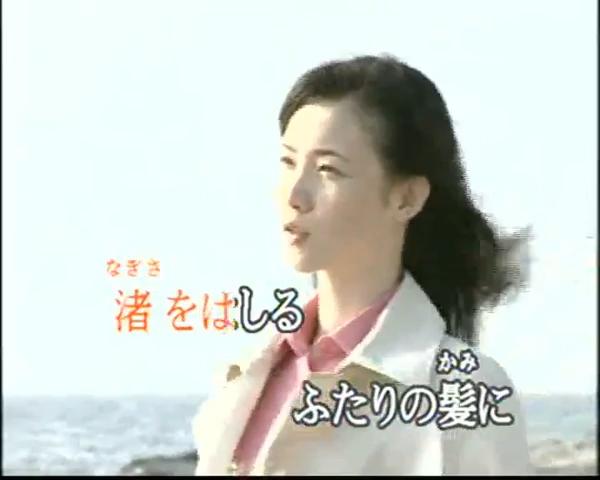 なぎさ
渚をはしる
かみ
ふたりの髪に